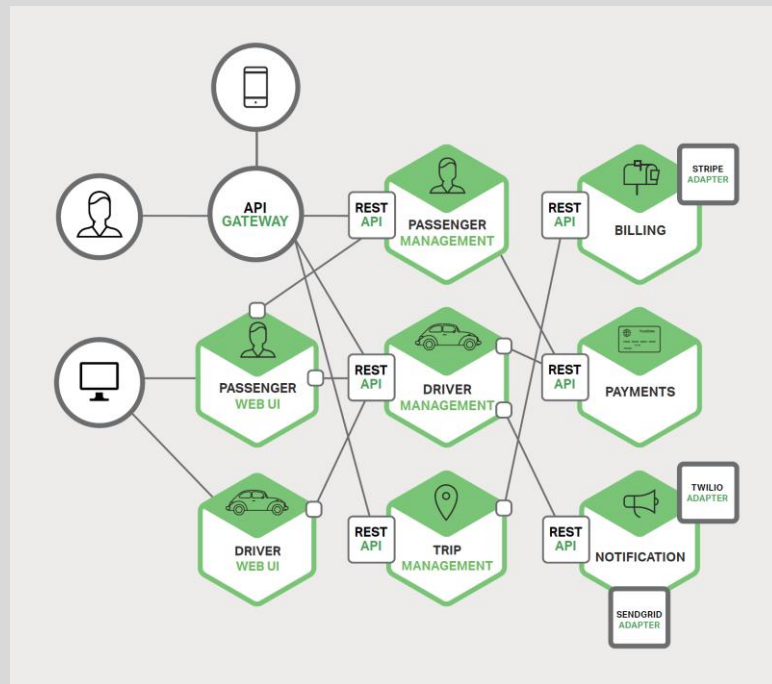 API
GATEWAY
REST
API
PASSENGER
MANAGEMENT
REST
API
BILLING
STRIPE
ADAPTER
PASSENGER
WEB UI
REST
API
DRIVER
MANAGEMENT
REST
API
PAYMENTS
DRIVER
WEB UI
REST
API
TRIP
MANAGEMENT
REST
API
NOTIFICATION
TWILIO
ADAPTER
SENDGRID
ADAPTER